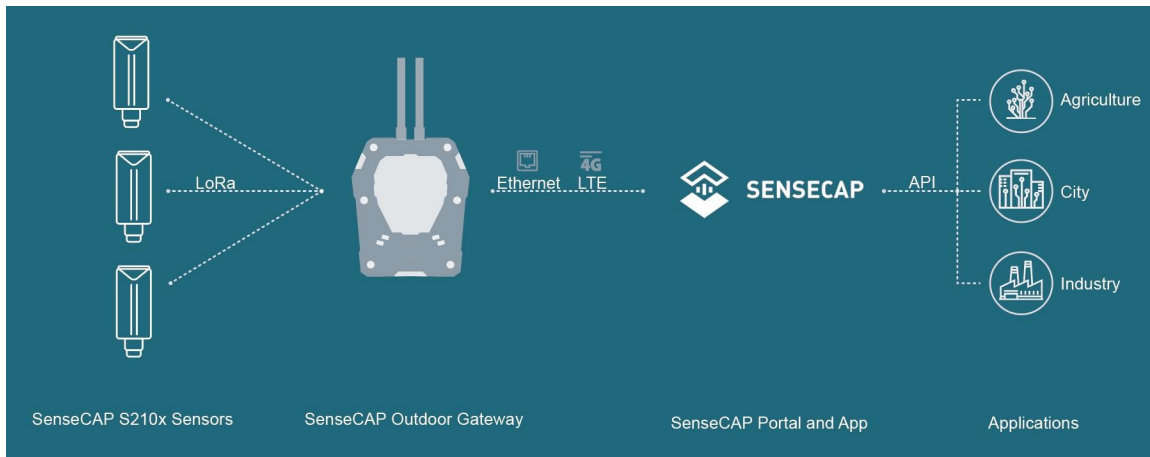 Agriculture
4G
LoRa
Ethernet LTE
SENSECAP
API
City
Industry
SenseCAP S210x Sensors
SenseCAP Outdoor Gateway
SenseCAP Portal and App
Applications